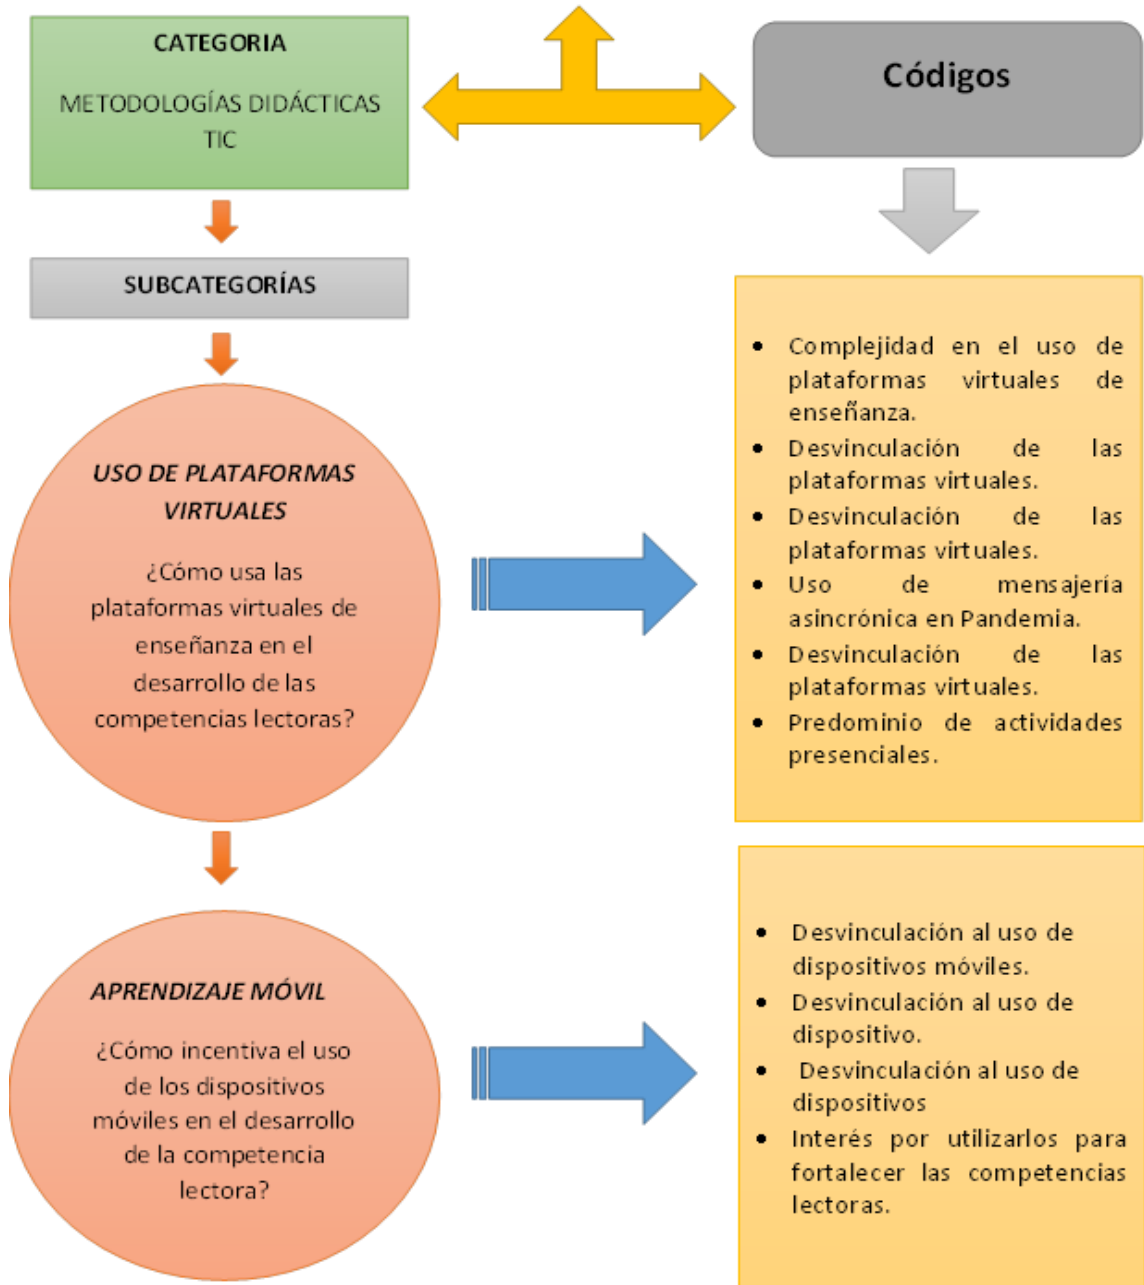 CATEGORIA
METODOLOGÍAS DIDÁCTICAS
TIC
Códigos
SUBCATEGORÍAS
USO DE PLATAFORMAS
VIRTUALES
¿Cómo usa las
plataformas virtuales de
enseñanza en el
desarrollo de las
competencias lectoras?
• Complejidad en el uso de
plataformas virtuales de
enseñanza.
• Desvinculación de las
plataformas virtuales.
• Desvinculación de las
plataformas virtuales.
• Uso de mensajería
asincrónica en Pandemia.
• Desvinculación de las
plataformas virtuales.
• Predominio de actividades
presenciales.
APRENDIZAJE MÓVIL
¿Cómo incentiva el uso
de los dispositivos
móviles en el desarrollo
de la competencia
lectora?
• Desvinculación al uso de
dispositivos móviles.
• Desvinculación al uso de
dispositivo.
• Desvinculación al uso de
dispositivos
• Interés por utilizarlos para
fortalecer las competencias
lectoras.